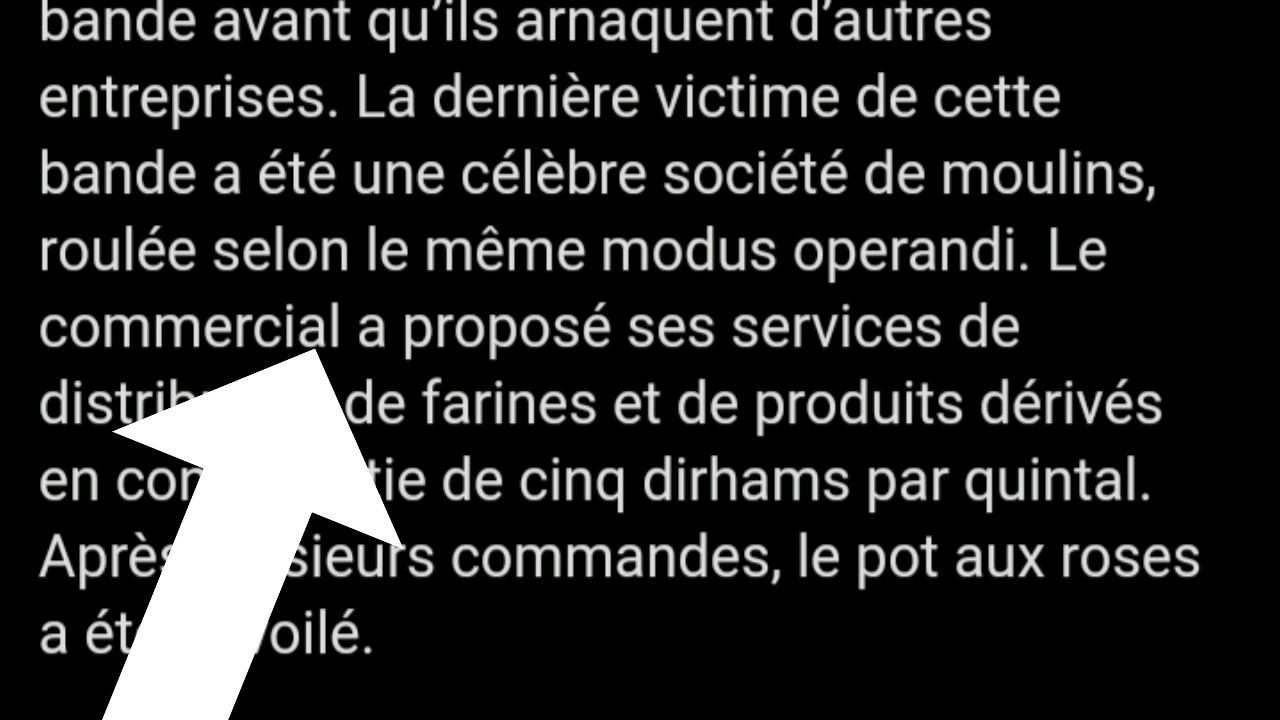 bande avant qu’ils arnaquent d’autres
entreprises. La dernière victime de cette
bande a été une célèbre société de moulins,
roulée selon le même modus operandi. Le
commercial a proposé ses services de
de farines et de produits dérivés
en de cinq dirhams par quintal.
Après commandes, le pot aux roses
a